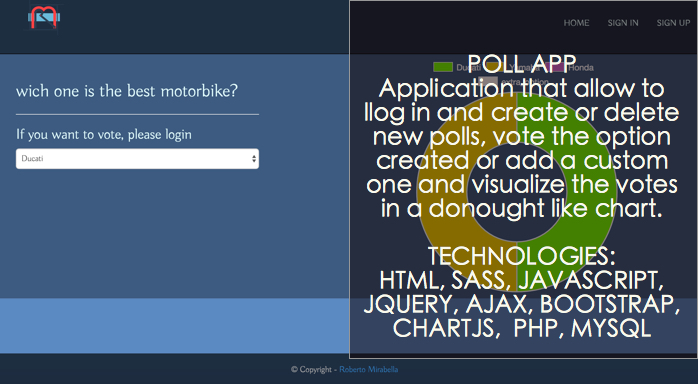 HOME SIGN IN SIGN UP
wich one is the best motorbike?
If you want to vote, please login
Ducati
Ducati Yamaha Honda
extra option
POLL APP
Application that allow to
llog in and create or delete
new polls, vote the option
created or add a custom
one and visualize the votes
in a donought like chart.
TECHNOLOGIES:
HTML, SASS, JAVASCRIPT,
JQUERY, AJAX, BOOTSTRAP,
CHARTJS, PHP, MYSQL
© Copyright - Roberto Mirabella